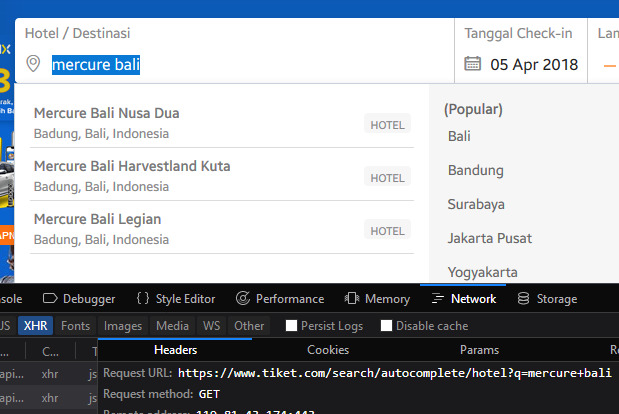 Hotel / Destinasi
mercure bali
Tanggal Check-in
05 Apr 2018
Mercure Bali Nusa Dua
Badung, Bali, Indonesia
HOTEL
Mercure Bali Harvestland Kuta
Badung, Bali, Indonesia
HOTEL
Mercure Bali Legian
Badung, Bali, Indonesia
HOTEL
(Popular)
Bali
Bandung
Surabaya
Jakarta Pusat
Yogyakarta
Debugger Style Editor Performance Memory Network Storage
JS XHR Fonts Images Media WS Other Persist Logs Disable cache
C... Headers Cookies Params
api... xhr js Request URL: https://www.tiket.com/search/autocomplete/hotel?q=mercure+bali
api... xhr js Request method: GET